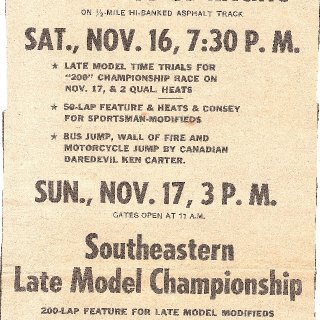 ON ½-MILE HI-BANKED ASPHALT TRACK
SAT., NOV. 16, 7:30 P. M.
★ LATE MODEL TIME TRIALS FOR
"200" CHAMPIONSHIP RACE ON
NOV. 17, & 2 QUAL. HEATS
★ 50-LAP FEATURE & HEATS & CONSEY
FOR SPORTSMAN-MODIFIEDS
★ BUS JUMP, WALL OF FIRE AND
MOTORCYCLE JUMP BY CANADIAN
DAREDEVIL KEN CARTER.
SUN., NOV. 17, 3 P. M.
GATES OPEN AT 11 A.M.
Southeastern
Late Model Championship
200-LAP FEATURE FOR LATE MODEL MODIFIEDS